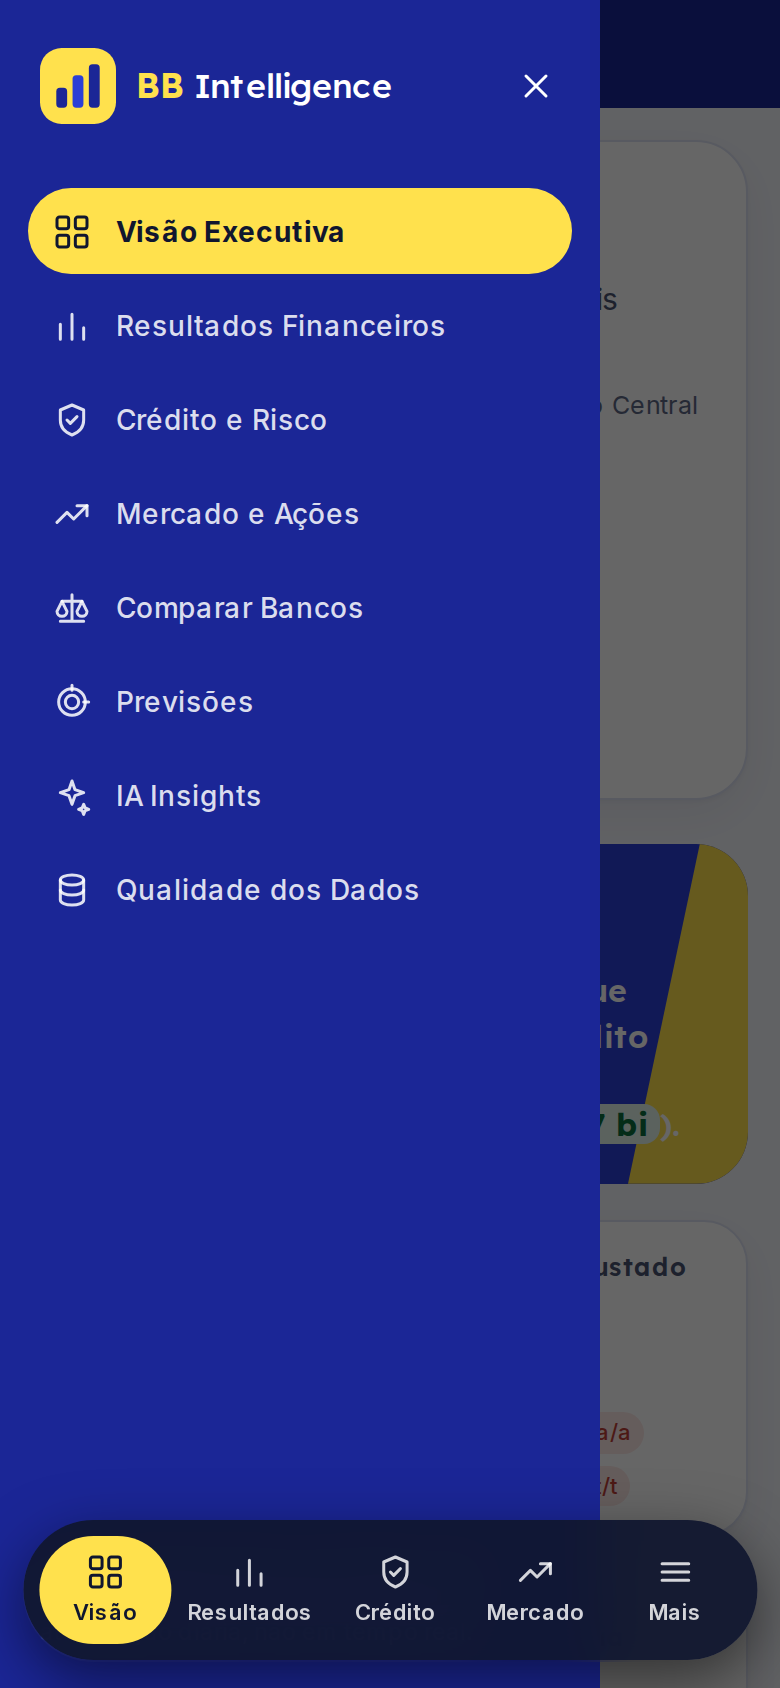 BB Intelligence
Visão Executiva
Resultados Financeiros
Crédito e Risco
Mercado e Ações
Comparar Bancos
Previsões
IA Insights
Qualidade dos Dados
Central
bi ).
a/a
/t
Visão
Resultados
Crédito
Mercado
Mais